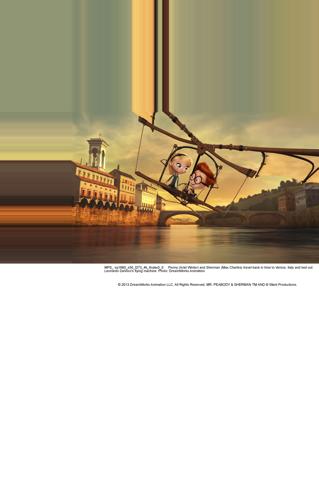 MPS_ sq1960_s30_f273_4k_finalw3_0    Penny (Ariel Winter) and Sherman (Max Charles) travel back in time to Venice, Italy and test out
Leonardo DaVinci's flying machine. Photo: DreamWorks Animation
© 2013 DreamWorks Animation LLC. All Rights Reserved. MR. PEABODY & SHERMAN TM AND © Ward Productions.